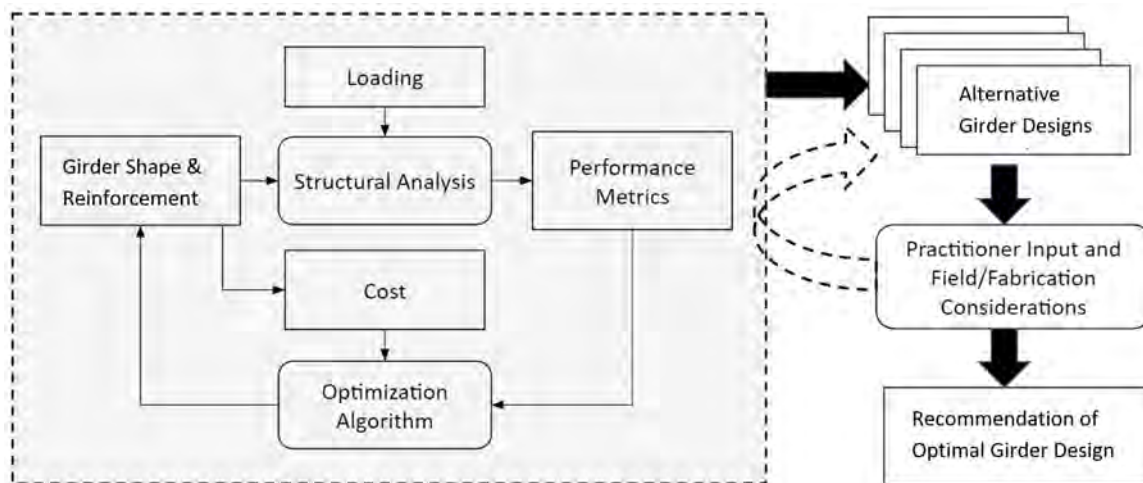 Loading
Girder Shape &
Reinforcement
Structural Analysis
Performance
Metrics
Cost
Optimization
Algorithm
Alternative
Girder Designs
Practitioner Input and
Field/Fabrication
Considerations
Recommendation of
Optimal Girder Design